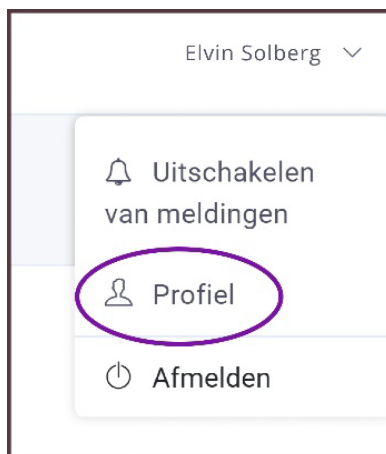 Elvin Solberg
Uitschakelen
van meldingen
Profiel
Afmelden